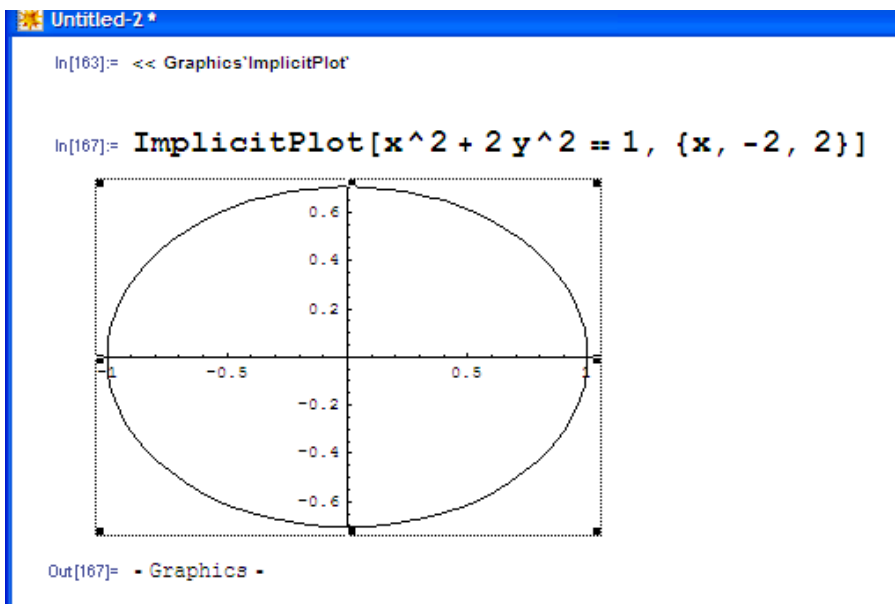 Untitled-2 *
In[163]:= << Graphics`ImplicitPlot`
In[167]:= ImplicitPlot[x^2 + 2 y^2 == 1, {x, -2, 2}]
0.6
0.4
0.2
-1 -0.5 0.5 1
-0.2
-0.4
-0.6
Out[167]= - Graphics -